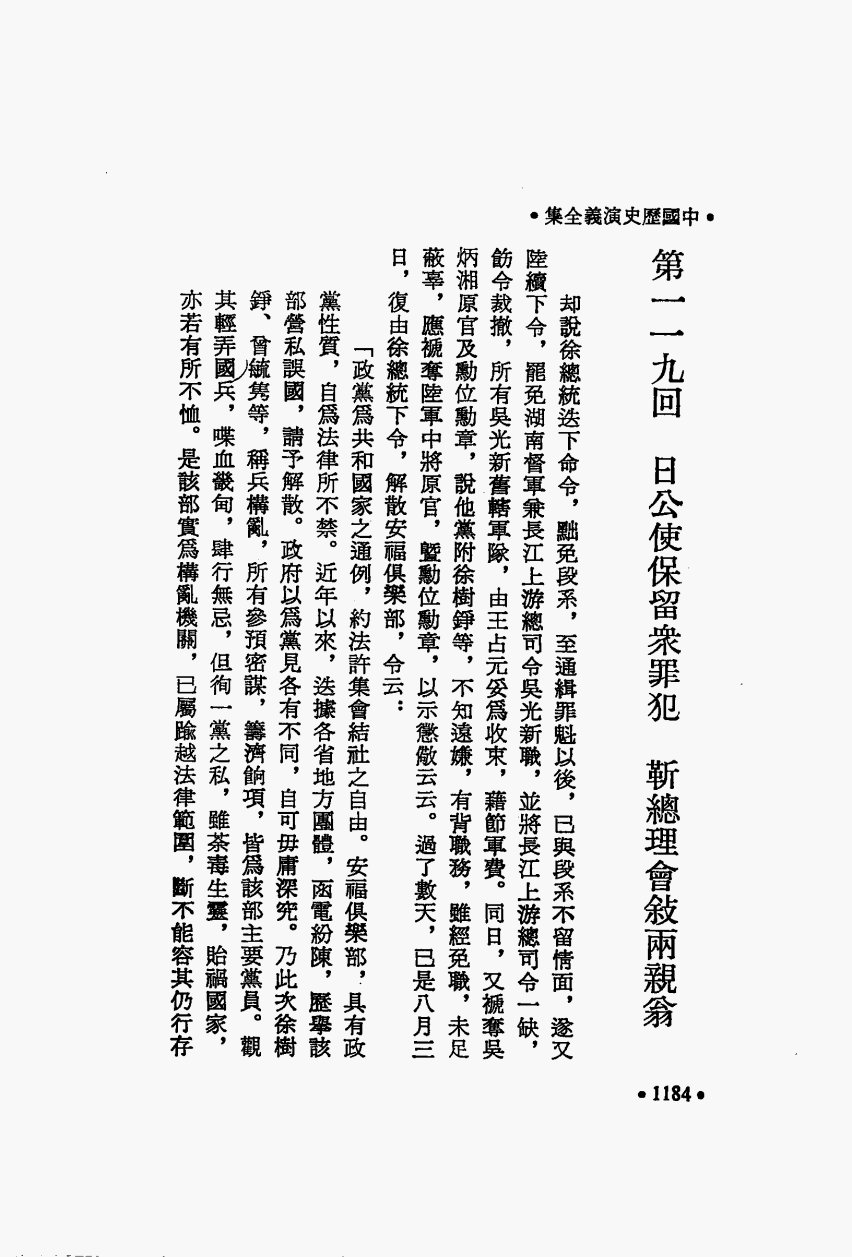 •中國歷史演義全集•
第一一九回　日公使保留衆罪犯　靳總理會敍兩親翁
却說徐總統迭下命令，黜免段系，至通緝罪魁以後，已與段系不留情面，遂又
陸續下令，罷免湖南督軍兼長江上游總司令吳光新職，並將長江上游總司令一缺，
飭令裁撤，所有吳光新舊轄軍隊，由王占元妥爲收束，藉節軍費。同日，又褫奪吳
炳湘原官及勳位勳章，說他黨附徐樹錚等，不知遠嫌，有背職務，雖經免職，未足
蔽辜，應褫奪陸軍中將原官，曁勳位勳章，以示懲儆云云。過了數天，已是八月三
日，復由徐總統下令，解散安福俱樂部，令云：
「政黨爲共和國家之通例，約法許集會結社之自由。安福俱樂部，具有政
黨性質，自爲法律所不禁。近年以來，迭據各省地方團體，函電紛陳，歷舉該
部營私誤國，請予解散。政府以爲黨見各有不同，自可毋庸深究。乃此次徐樹
錚、曾毓雋等，稱兵構亂，所有參預密謀，籌濟餉項，皆爲該部主要黨員。觀
其輕弄國兵，喋血畿甸，肆行無忌，但徇一黨之私，雖荼毒生靈，貽禍國家，
亦若有所不恤。是該部實爲構亂機關，已屬踰越法律範圍，斷不能容其仍行存
•1184•